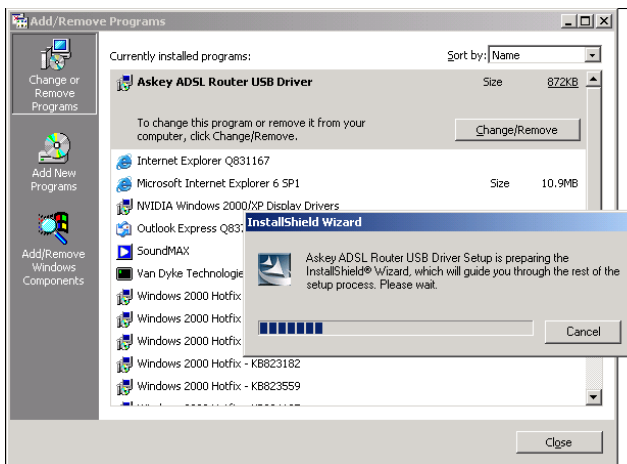 Add/Remove Programs
Change or
Remove
Programs
Add New
Programs
Add/Remove
Windows
Components
Currently installed programs:
Sort by: Name
Askey ADSL Router USB Driver Size 872KB
To change this program or remove it from your
computer, click Change/Remove.
Change/Remove
Internet Explorer Q831167
Microsoft Internet Explorer 6 SP1 Size 10.9MB
NVIDIA Windows 2000/XP Display Drivers
Outlook Express Q83
SoundMAX
Van Dyke Technologie
Windows 2000 Hotfix
Windows 2000 Hotfix
Windows 2000 Hotfix
Windows 2000 Hotfix - KB823182
Windows 2000 Hotfix - KB823559
InstallShield Wizard
Askey ADSL Router USB Driver Setup is preparing the
InstallShield® Wizard, which will guide you through the rest of the
setup process. Please wait.
Cancel
Close